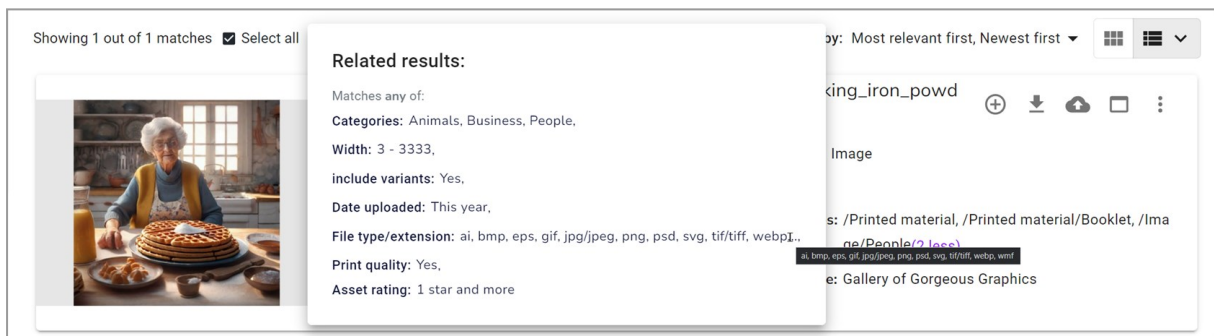 Showing 1 out of 1 matches Select all
by: Most relevant first, Newest first
Related results:
Matches any of:
Categories: Animals, Business, People,
Width: 3 - 3333,
include variants: Yes,
Date uploaded: This year,
File type/extension: ai, bmp, eps, gif, jpg/jpeg, png, psd, svg, tif/tiff, webp...,
Print quality: Yes,
Asset rating: 1 star and more
king_iron_powd
Image
s: /Printed material, /Printed material/Booklet, /Ima
ge/People(2 less)
ai, bmp, eps, gif, jpg/jpeg, png, psd, svg, tif/tiff, webp, wmf
e: Gallery of Gorgeous Graphics